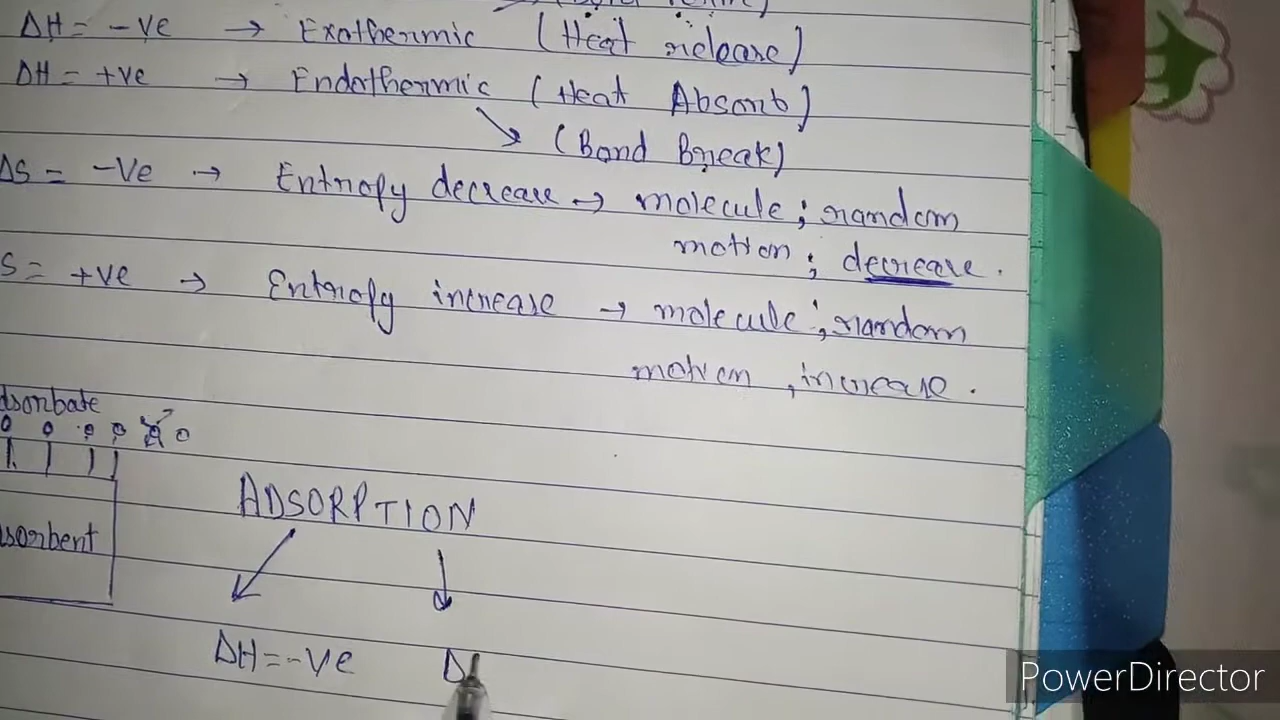 ΔH = -ve → Exothermic (Heat release)
ΔH = +ve → Endothermic (Heat Absorb)
(Bond Break)
ΔS = -ve → Entropy decrease → molecule; random
motion; decrease.
S = +ve → Entropy increase → molecule; random
motion, increase.
dsorbate
ADSORPTION
sorbent
ΔH = -ve Δ
PowerDirector